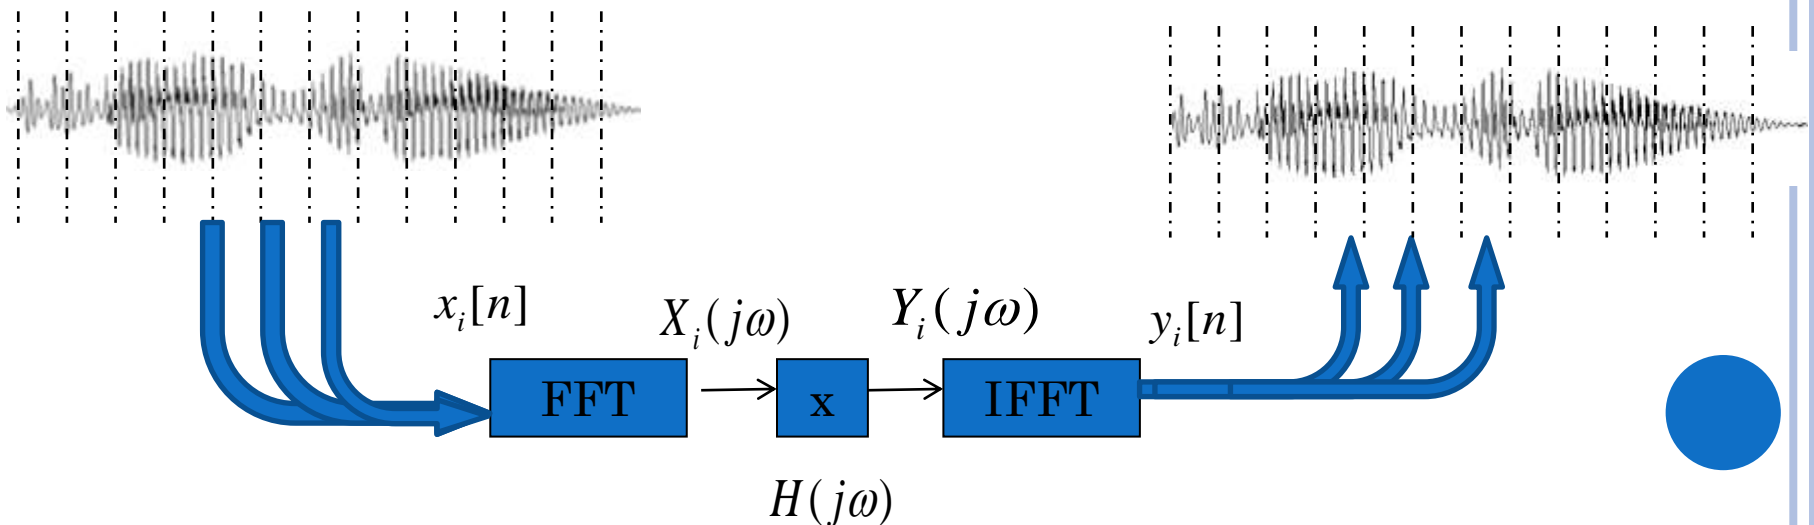 xᵢ[n]
Xᵢ(jω)
Yᵢ(jω)
yᵢ[n]
FFT
x
IFFT
H(jω)